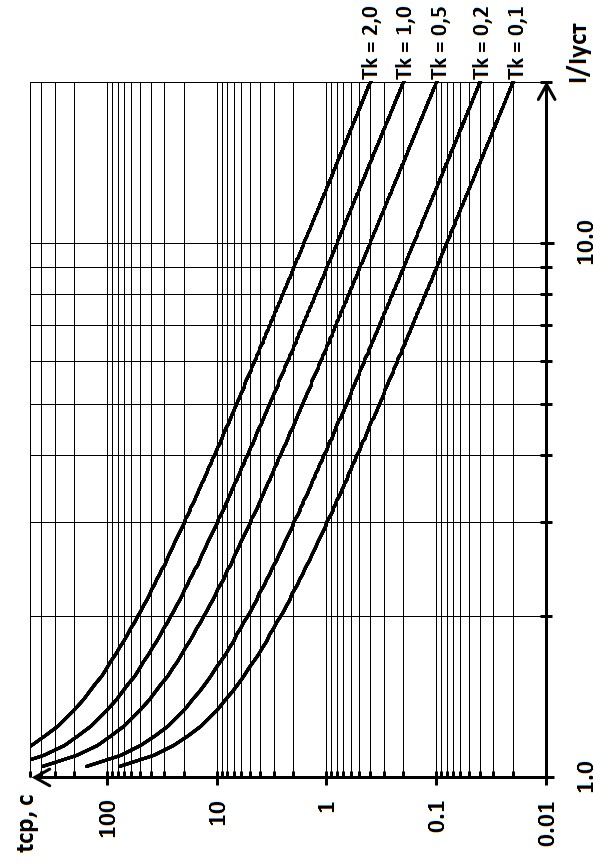 tср, с
100
10
1
0.1
0.01
1.0
10.0
I/Iуст
Tk = 2,0
Tk = 1,0
Tk = 0,5
Tk = 0,2
Tk = 0,1